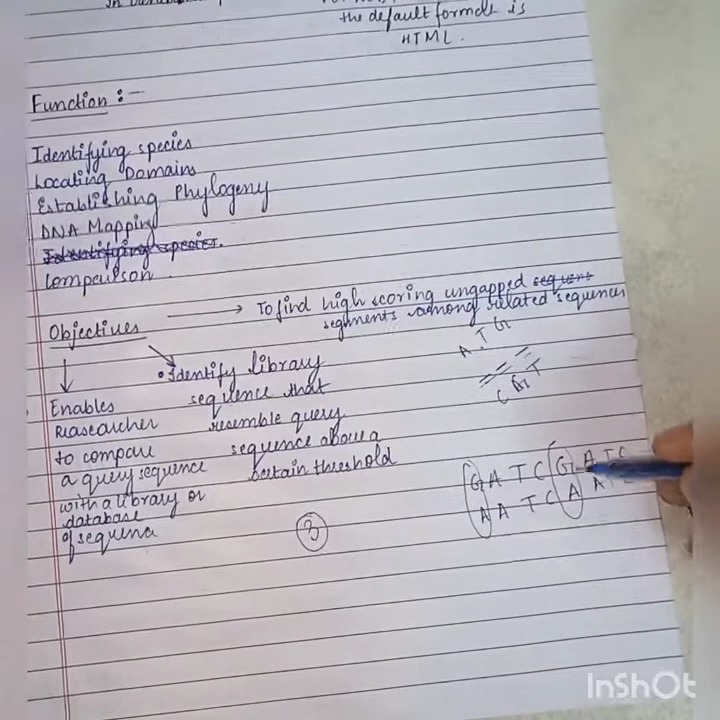 the default format is
HTML.
Function :-
Identifying species
Locating Domains
Establishing Phylogeny
DNA Mapping
Identifying species.
Comparison
Objectives → To find high scoring ungapped sequent
segments among related sequences
• Identify library
sequence that
resemble query
sequence above a
certain threshold
Enables
Reasearcher
to compare
a query sequence
with a library or
database
of sequence
3
A T G
C G T
G A T C G A T C
A A T C A A T C
InShOt